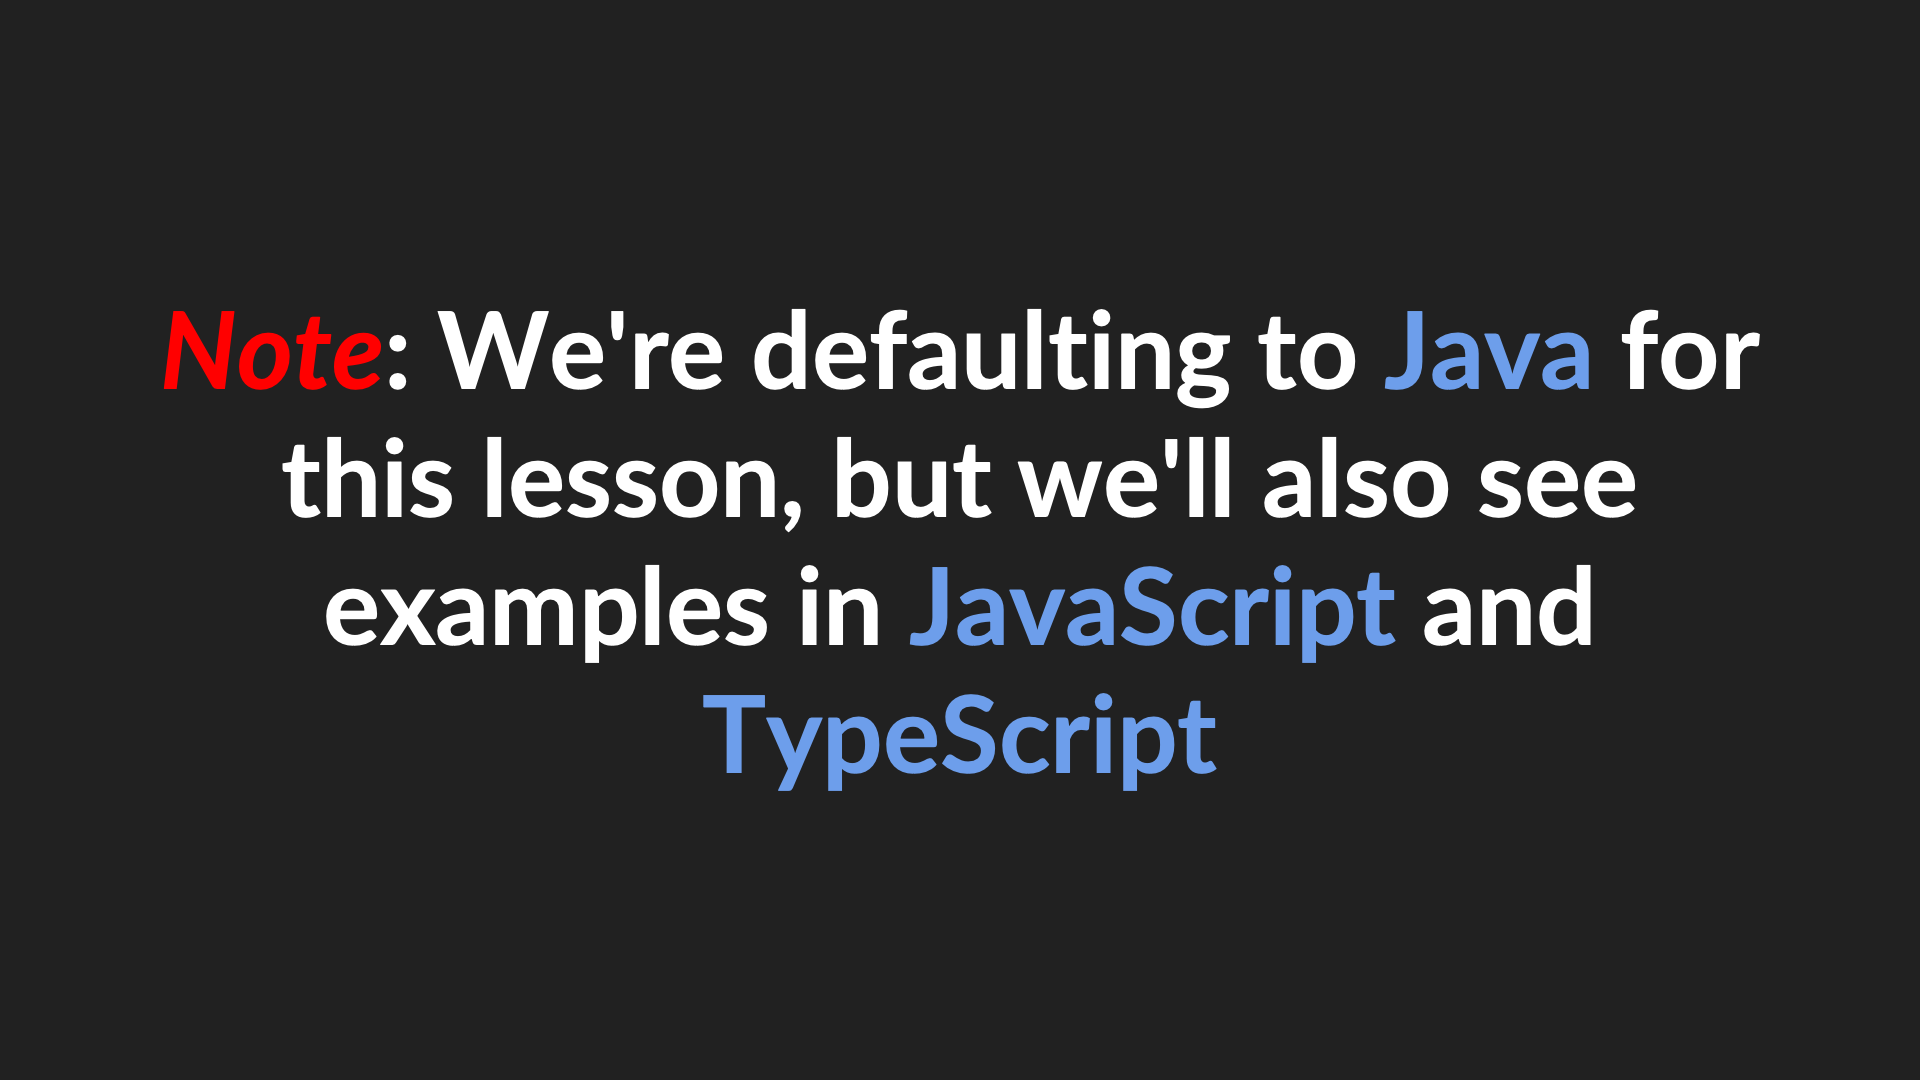 Note: We're defaulting to Java for
this lesson, but we'll also see
examples in JavaScript and
TypeScript